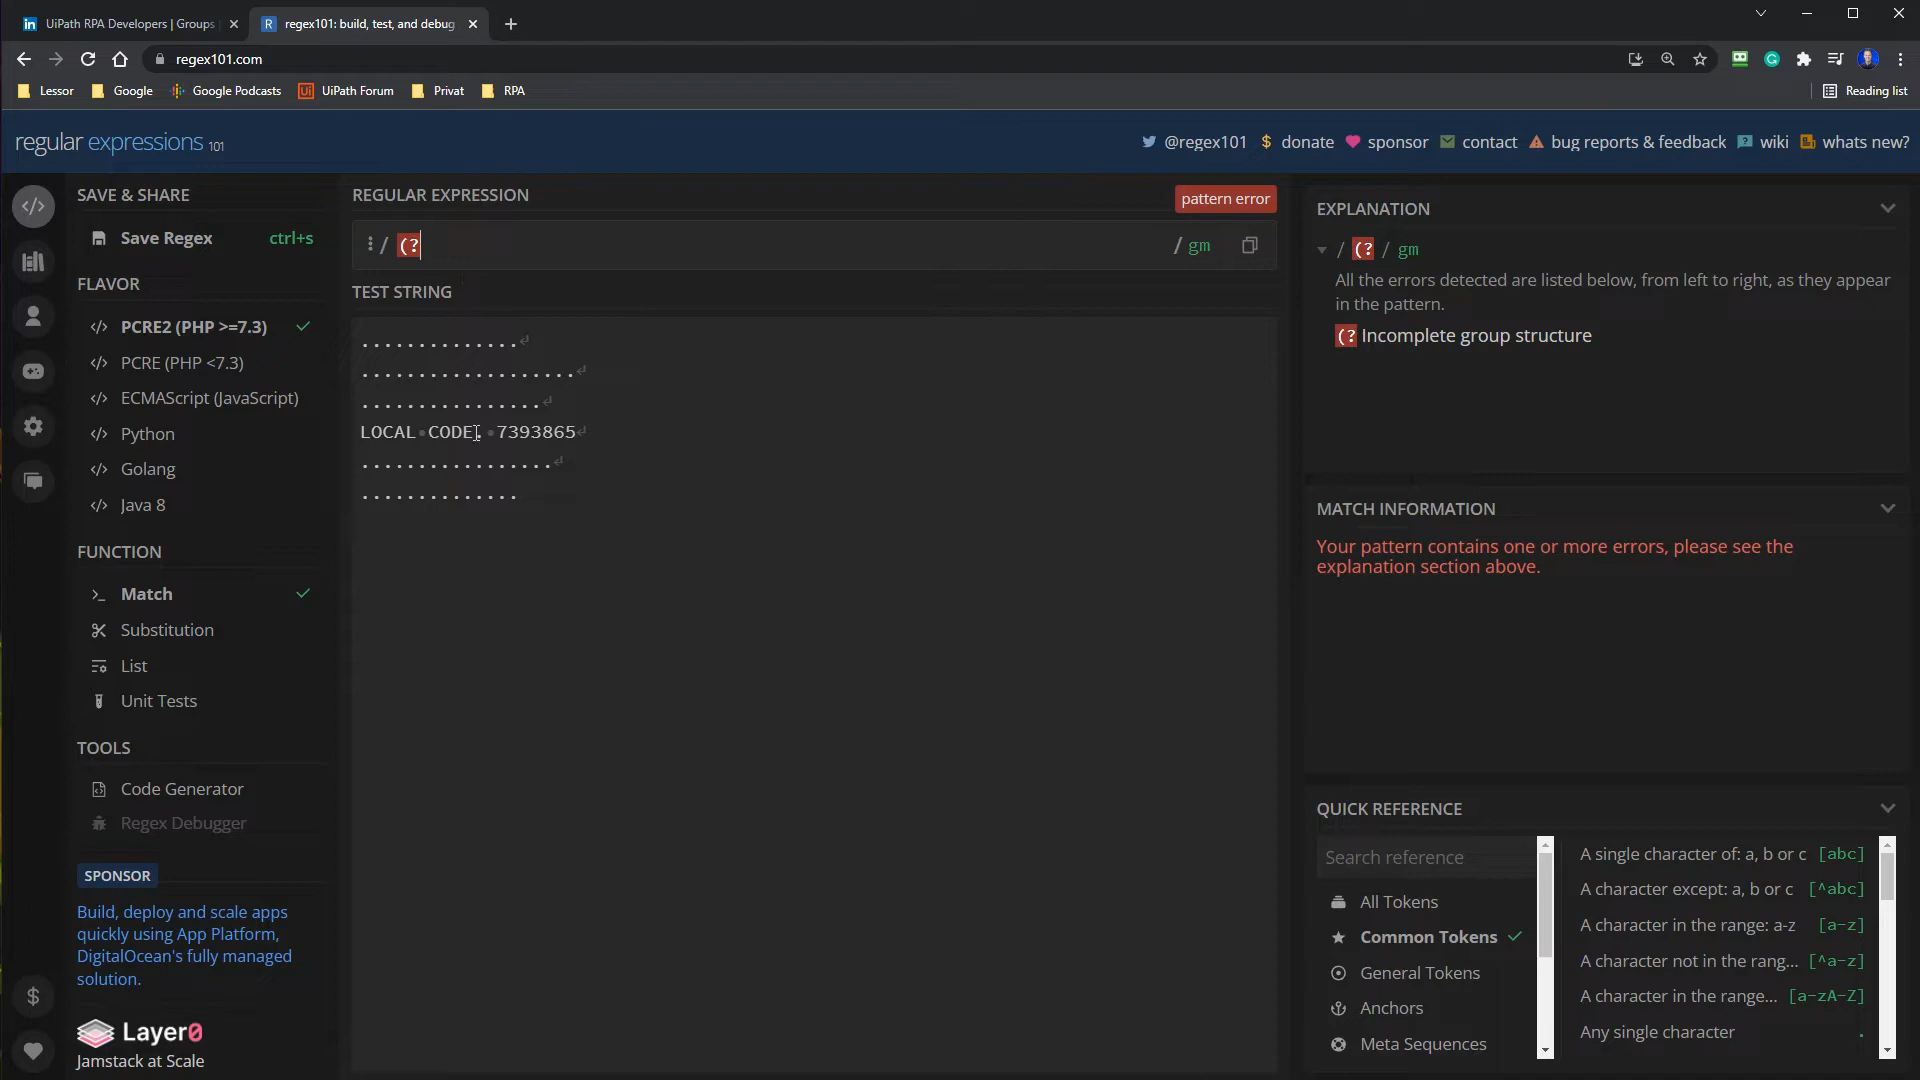 UiPath RPA Developers | Groups
regex101: build, test, and debug
regex101.com
Lessor
Google
Google Podcasts
UiPath Forum
Privat
RPA
Reading list
regular expressions 101
@regex101
$ donate
sponsor
contact
bug reports & feedback
wiki
whats new?
SAVE & SHARE
Save Regex ctrl+s
FLAVOR
PCRE2 (PHP >=7.3)
PCRE (PHP <7.3)
ECMAScript (JavaScript)
Python
Golang
Java 8
FUNCTION
Match
Substitution
List
Unit Tests
TOOLS
Code Generator
Regex Debugger
SPONSOR
Build, deploy and scale apps
quickly using App Platform,
DigitalOcean's fully managed
solution.
Layer0
Jamstack at Scale
REGULAR EXPRESSION
pattern error
/ (? / gm
TEST STRING
..............
...................
................
LOCAL CODE. 7393865
.................
..............
EXPLANATION
/ (? / gm
All the errors detected are listed below, from left to right, as they appear
in the pattern.
(? Incomplete group structure
MATCH INFORMATION
Your pattern contains one or more errors, please see the
explanation section above.
QUICK REFERENCE
Search reference
All Tokens
Common Tokens
General Tokens
Anchors
Meta Sequences
A single character of: a, b or c [abc]
A character except: a, b or c [^abc]
A character in the range: a-z [a-z]
A character not in the rang... [^a-z]
A character in the range... [a-zA-Z]
Any single character .